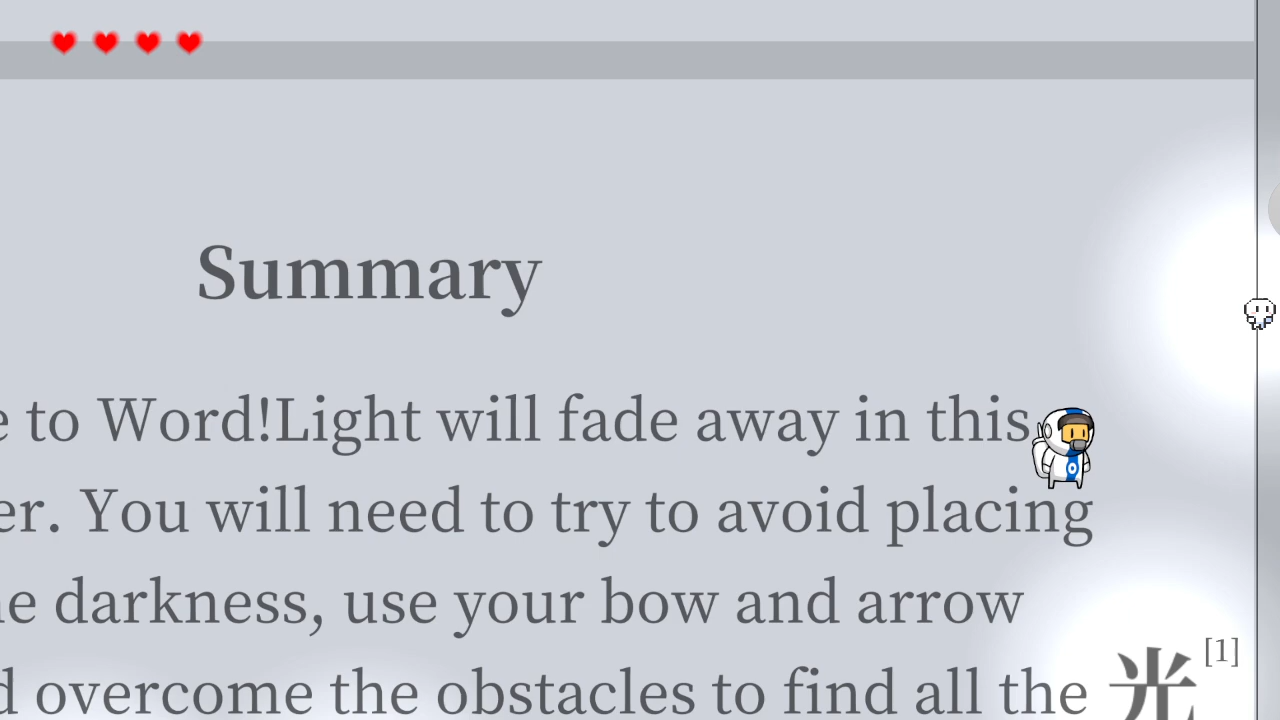 Summary
e to Word!Light will fade away in this
er. You will need to try to avoid placing
he darkness, use your bow and arrow
d overcome the obstacles to find all the 光[1]